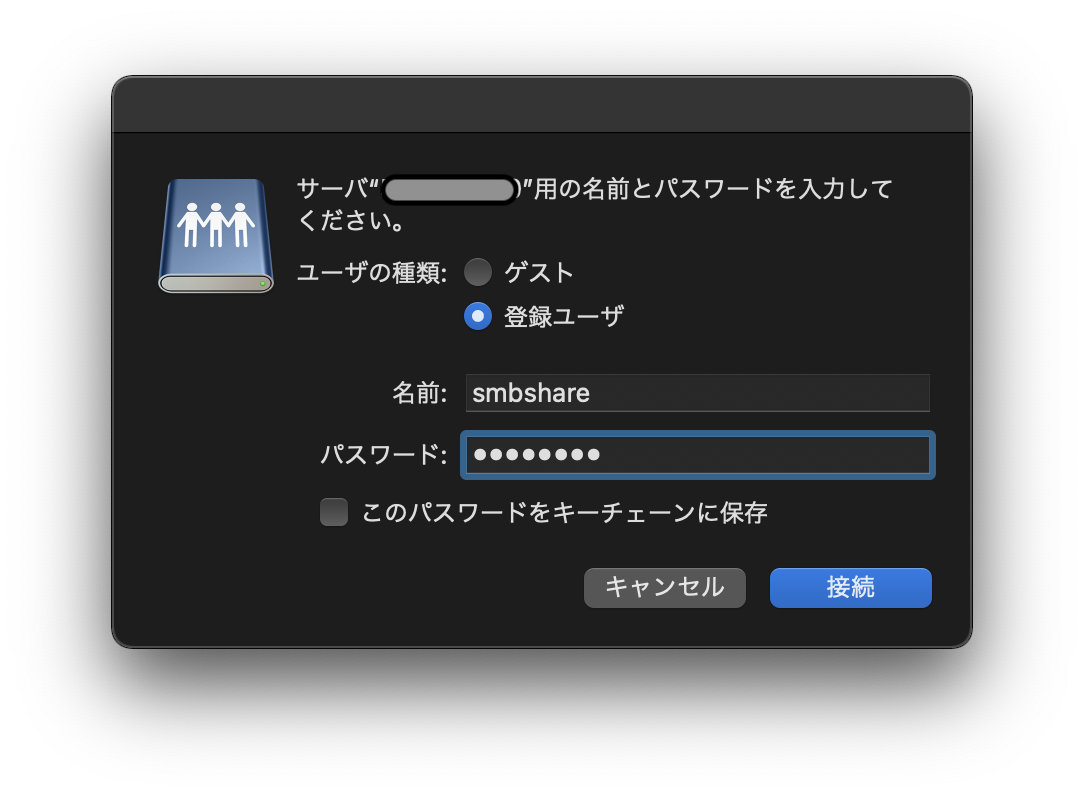 サーバ“ )”用の名前とパスワードを入力して
ください。
ユーザの種類: ゲスト
登録ユーザ
名前: smbshare
パスワード: ●●●●●●●●
このパスワードをキーチェーンに保存
キャンセル 接続